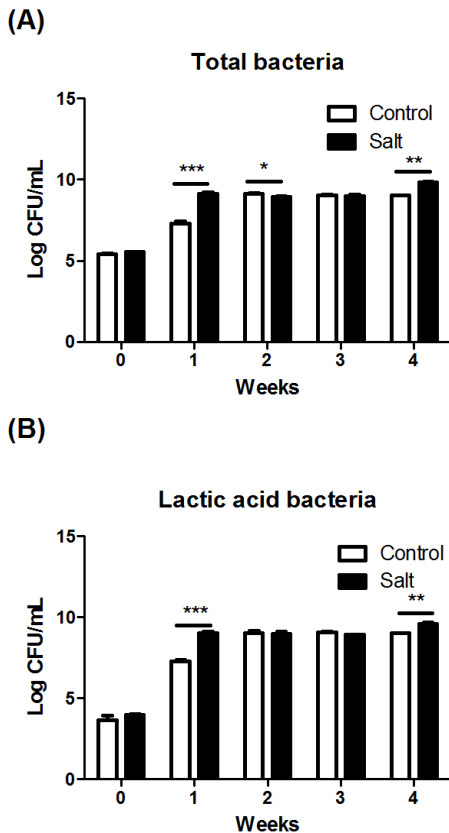 (A)
Total bacteria
15
10
5
0
Log CFU/mL
Control
Salt
***
*
**
0 1 2 3 4
Weeks
(B)
Lactic acid bacteria
15
10
5
0
Log CFU/mL
Control
Salt
***
**
0 1 2 3 4
Weeks